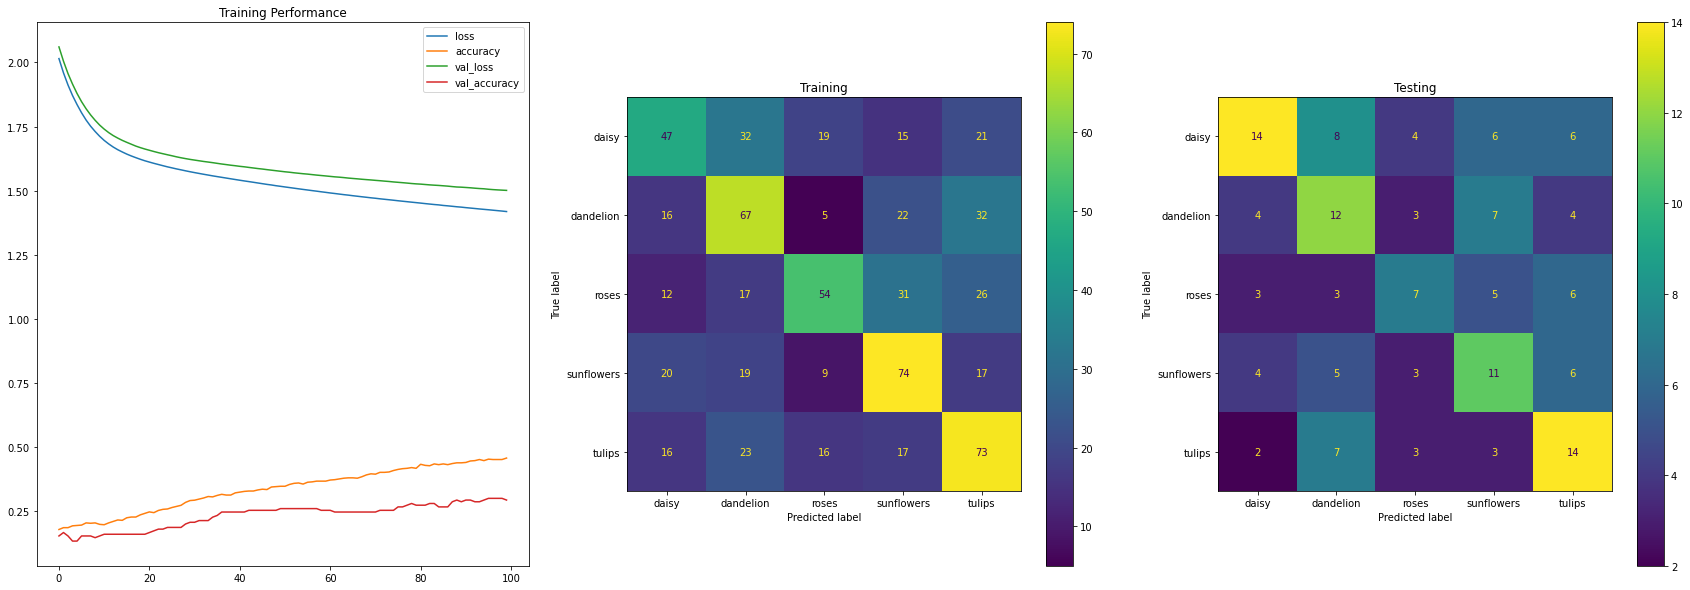 Training Performance
loss
accuracy
val_loss
val_accuracy
2.00
1.75
1.50
1.25
1.00
0.75
0.50
0.25
0 20 40 60 80 100
Training
True label
daisy 47 32 19 15 21
dandelion 16 67 5 22 32
roses 12 17 54 31 26
sunflowers 20 19 9 74 17
tulips 16 23 16 17 73
daisy dandelion roses sunflowers tulips
Predicted label
70
60
50
40
30
20
10
Testing
True label
daisy 14 8 4 6 6
dandelion 4 12 3 7 4
roses 3 3 7 5 6
sunflowers 4 5 3 11 6
tulips 2 7 3 3 14
daisy dandelion roses sunflowers tulips
Predicted label
14
12
10
8
6
4
2